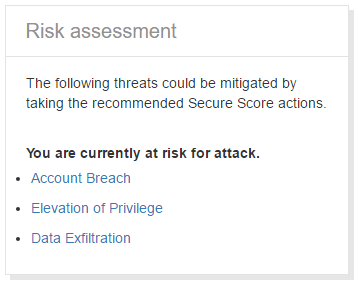 Risk assessment
The following threats could be mitigated by
taking the recommended Secure Score actions.
You are currently at risk for attack.
Account Breach
Elevation of Privilege
Data Exfiltration